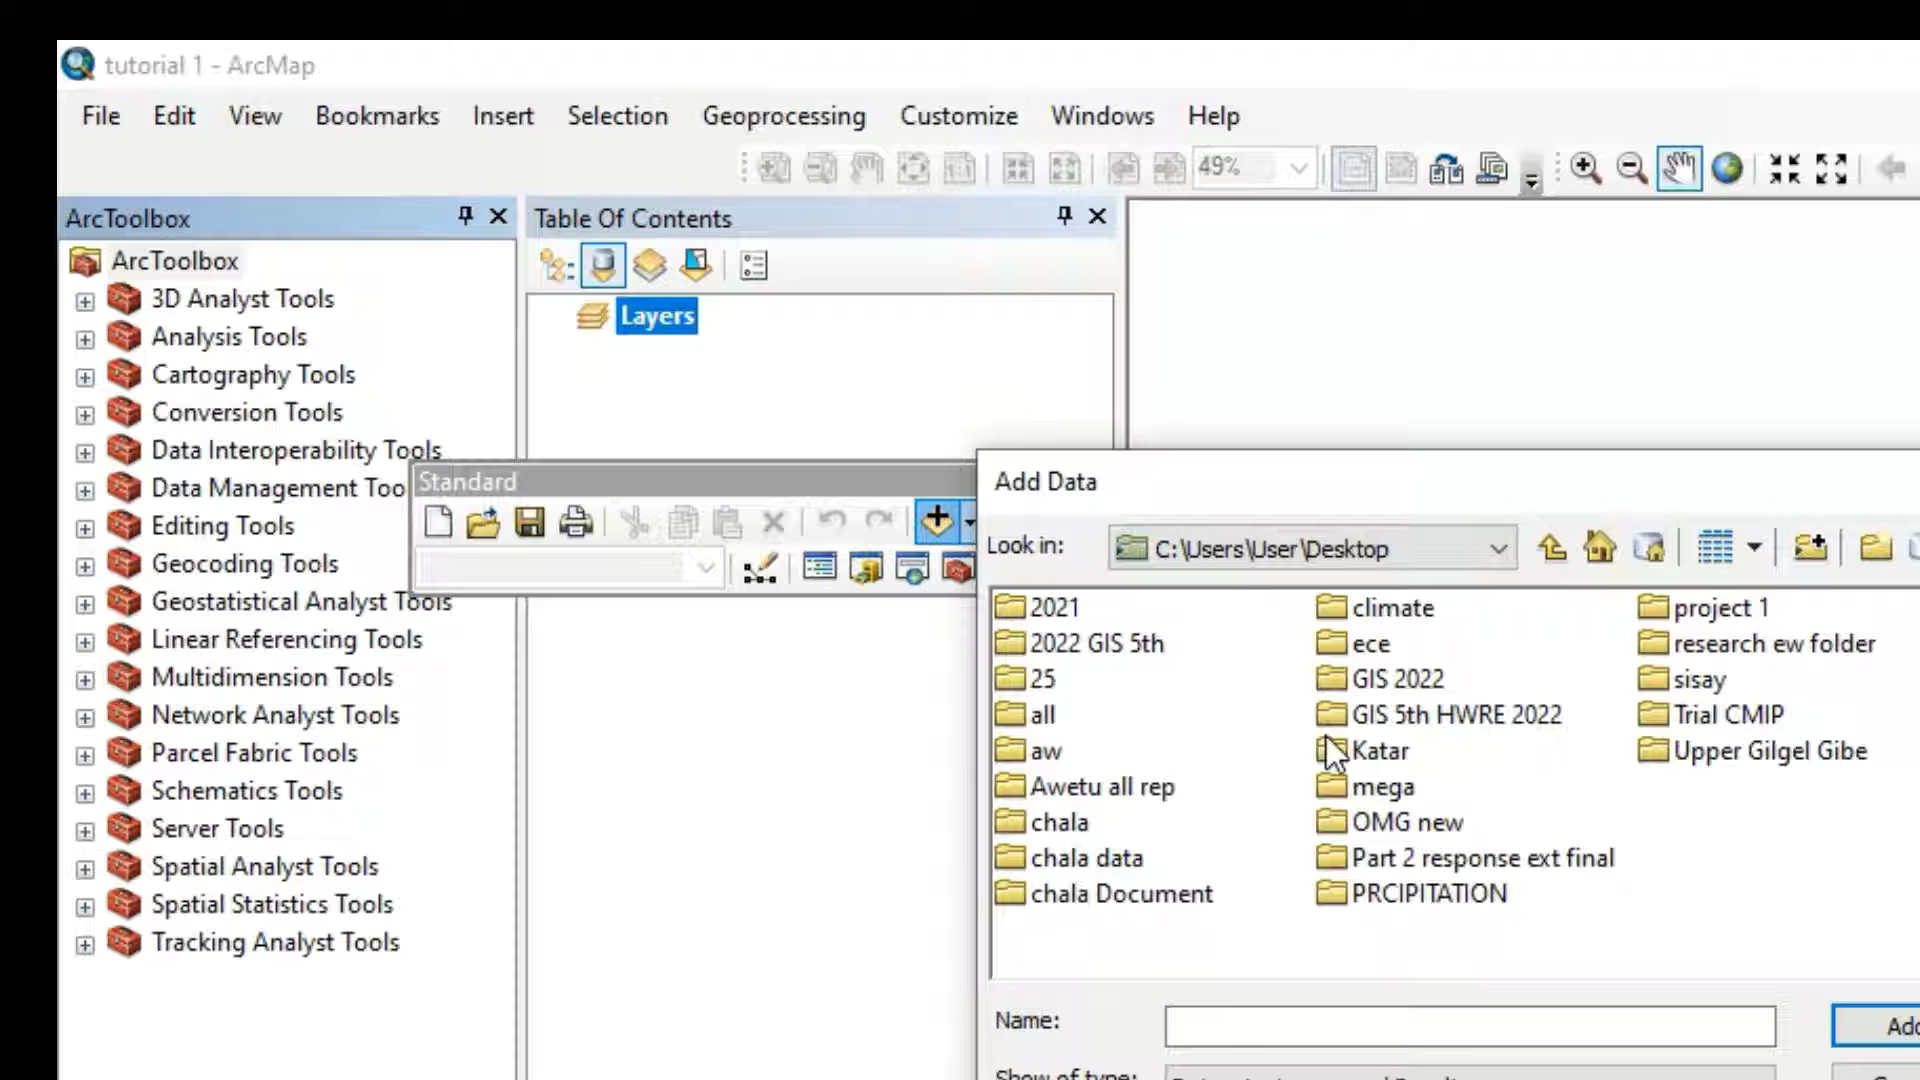 tutorial 1 - ArcMap
File Edit View Bookmarks Insert Selection Geoprocessing Customize Windows Help
49%
ArcToolbox
ArcToolbox
3D Analyst Tools
Analysis Tools
Cartography Tools
Conversion Tools
Data Interoperability Tools
Data Management Too
Editing Tools
Geocoding Tools
Geostatistical Analyst Tools
Linear Referencing Tools
Multidimension Tools
Network Analyst Tools
Parcel Fabric Tools
Schematics Tools
Server Tools
Spatial Analyst Tools
Spatial Statistics Tools
Tracking Analyst Tools
Table Of Contents
Layers
Standard
Add Data
Look in: C:\Users\User\Desktop
2021
2022 GIS 5th
25
all
aw
Awetu all rep
chala
chala data
chala Document
climate
ece
GIS 2022
GIS 5th HWRE 2022
Katar
mega
OMG new
Part 2 response ext final
PRCIPITATION
project 1
research ew folder
sisay
Trial CMIP
Upper Gilgel Gibe
Name:
Add
Show of type: